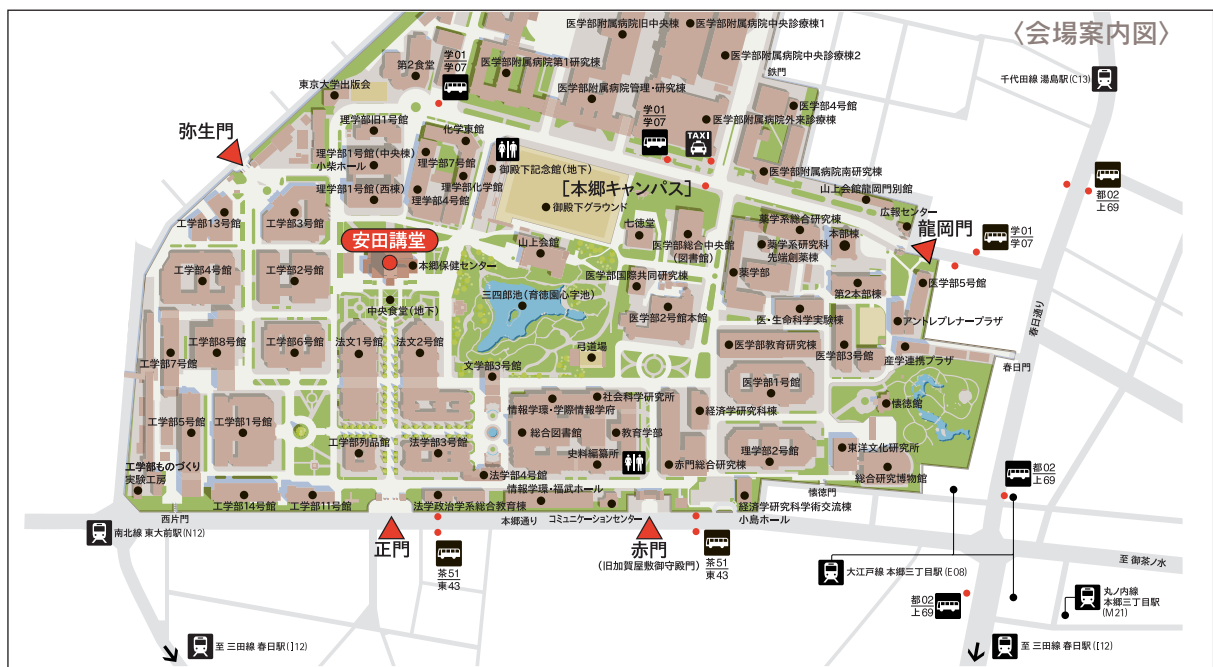 〈会場案内図〉
医学部附属病院旧中央棟
医学部附属病院中央診療棟1
医学部附属病院中央診療棟2
学01
学07
第2食堂
医学部附属病院第1研究棟
鉄門
千代田線 湯島駅(C13)
東京大学出版会
医学部附属病院管理・研究棟
医学部4号館
学01
学07
TAXI
医学部附属病院外来診療棟
弥生門
理学部旧1号館
化学東館
理学部1号館(中央棟)
小柴ホール
理学部7号館
御殿下記念館(地下)
医学部附属病院南研究棟
都02
上69
理学部1号館(西棟)
理学部化学館
理学部4号館
[本郷キャンパス]
山上会館龍岡門別館
工学部13号館
工学部3号館
御殿下グラウンド
広報センター
七徳堂
薬学系総合研究棟
本部棟
龍岡門
学01
学07
安田講堂
山上会館
医学部総合中央館
(図書館)
薬学系研究科
先端創薬棟
本郷保健センター
工学部4号館
工学部2号館
医学部国際共同研究棟
薬学部
第2本部棟
医学部5号館
三四郎池(育徳園心字池)
中央食堂(地下)
医学部2号館本館
医・生命科学実験棟
アントレプレナープラザ
春日通り
工学部7号館
工学部8号館
工学部6号館
法文1号館
法文2号館
弓道場
医学部教育研究棟
医学部3号館
産学連携プラザ
春日門
文学部3号館
医学部1号館
情報学環・学際情報学府
社会科学研究所
経済学研究科棟
懐徳館
工学部5号館
工学部1号館
総合図書館
教育学部
工学部列品館
法学部3号館
史料編纂所
赤門総合研究棟
理学部2号館
東洋文化研究所
工学部ものづくり
実験工房
法学部4号館
総合研究博物館
都02
上69
情報学環・福武ホール
懐徳門
工学部14号館
工学部11号館
法学政治学系総合教育棟
コミュニケーションセンター
経済学研究科学術交流棟
小島ホール
西片門
本郷通り
南北線 東大前駅(N12)
正門
茶51
東43
赤門
(旧加賀屋敷御守殿門)
茶51
東43
至 御茶ノ水
大江戸線 本郷三丁目駅(E08)
都02
上69
丸ノ内線
本郷三丁目駅
(M21)
至 三田線 春日駅(I12)
至 三田線 春日駅(I12)